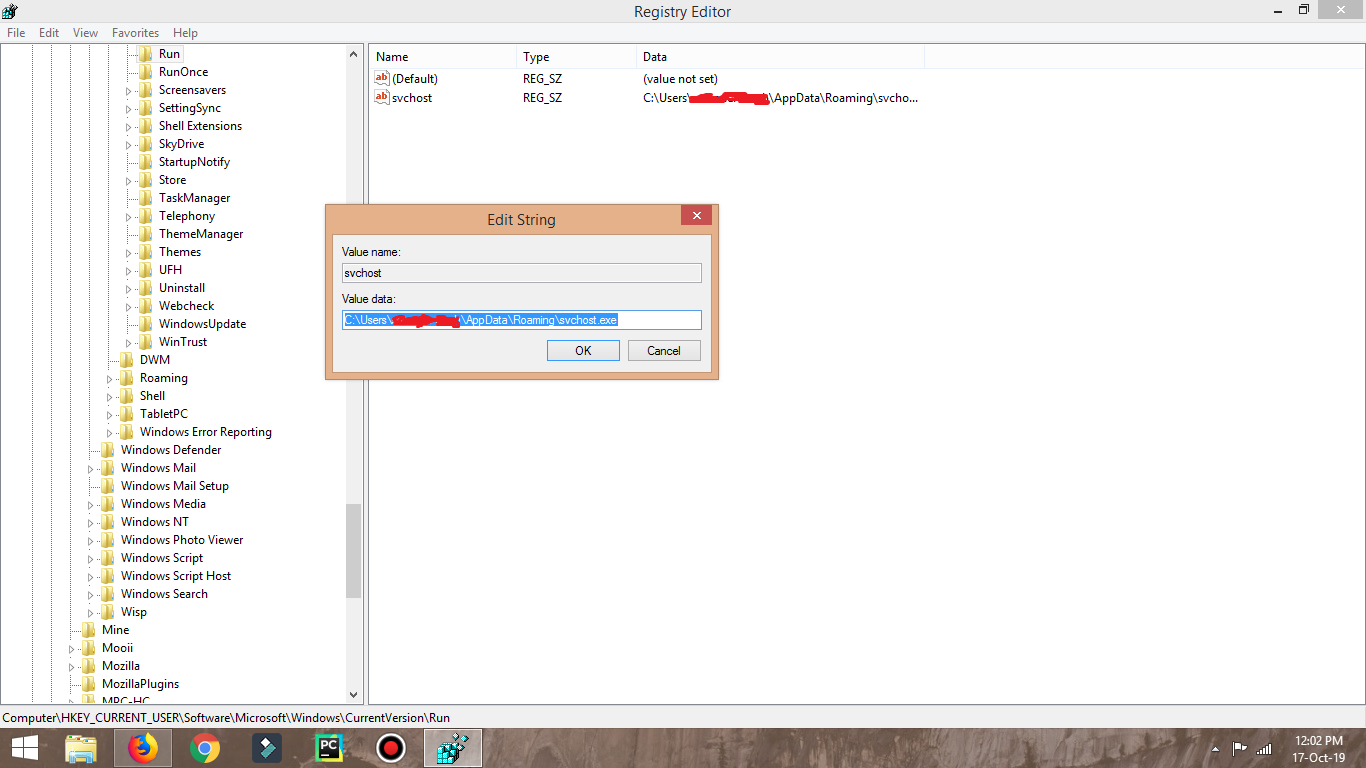 Registry Editor
File Edit View Favorites Help
Run
RunOnce
Screensavers
SettingSync
Shell Extensions
SkyDrive
StartupNotify
Store
TaskManager
Telephony
ThemeManager
Themes
UFH
Uninstall
Webcheck
WindowsUpdate
WinTrust
DWM
Roaming
Shell
TabletPC
Windows Error Reporting
Windows Defender
Windows Mail
Windows Mail Setup
Windows Media
Windows NT
Windows Photo Viewer
Windows Script
Windows Script Host
Windows Search
Wisp
Mine
Mooii
Mozilla
MozillaPlugins
MPC-HC
Name Type Data
ab (Default) REG_SZ (value not set)
ab svchost REG_SZ C:\Users\ \AppData\Roaming\svcho...
Edit String
Value name:
svchost
Value data:
C:\Users\ \AppData\Roaming\svchost.exe
OK Cancel
Computer\HKEY_CURRENT_USER\Software\Microsoft\Windows\CurrentVersion\Run
PC
12:02 PM
17-Oct-19